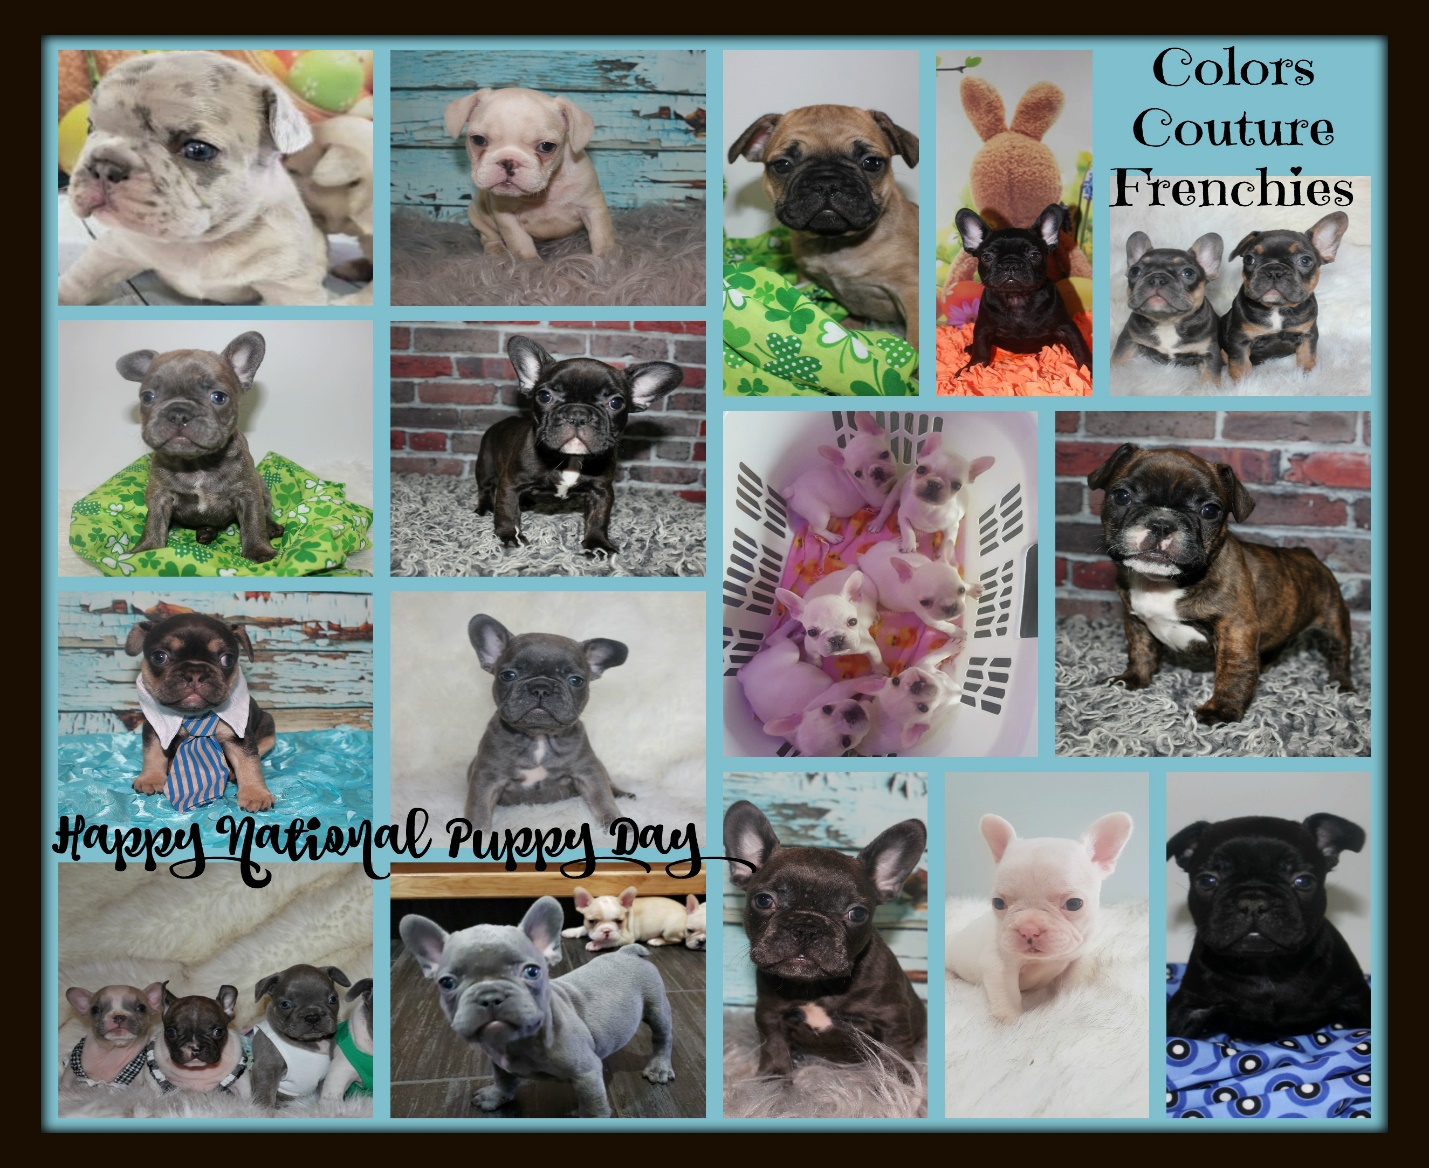 Colors
Couture
Frenchies
Happy National Puppy Day